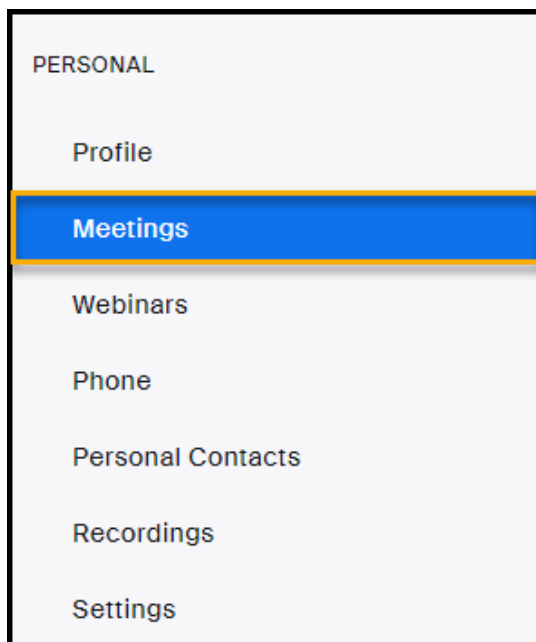 PERSONAL
Profile
Meetings
Webinars
Phone
Personal Contacts
Recordings
Settings